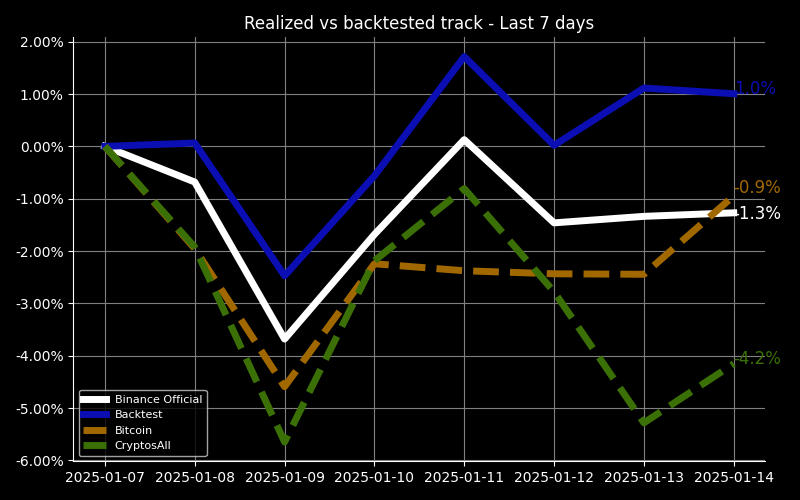 Realized vs backtested track - Last 7 days
2.00%
1.00%
0.00%
-1.00%
-2.00%
-3.00%
-4.00%
-5.00%
-6.00%
1.0%
-0.9%
-1.3%
-4.2%
Binance Official
Backtest
Bitcoin
CryptosAll
2025-01-07 2025-01-08 2025-01-09 2025-01-10 2025-01-11 2025-01-12 2025-01-13 2025-01-14